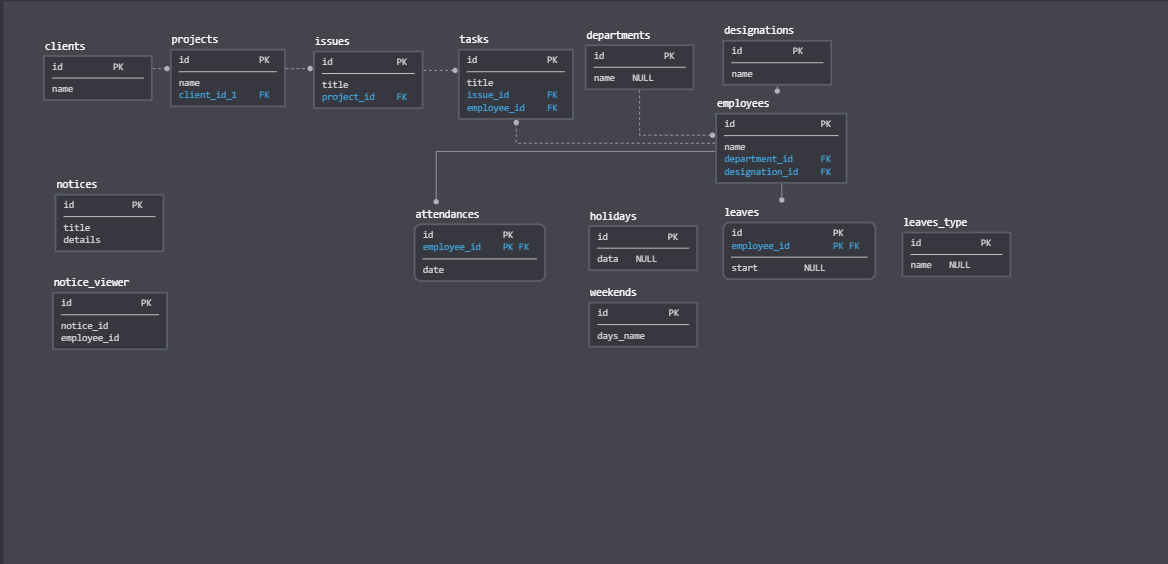 clients
id PK
name
projects
id PK
name
client_id_1 FK
issues
id PK
title
project_id FK
tasks
id PK
title
issue_id FK
employee_id FK
departments
id PK
name NULL
designations
id PK
name
employees
id PK
name
department_id FK
designation_id FK
notices
id PK
title
details
attendances
id PK
employee_id PK FK
date
holidays
id PK
data NULL
leaves
id PK
employee_id PK FK
start NULL
leaves_type
id PK
name NULL
notice_viewer
id PK
notice_id
employee_id
weekends
id PK
days_name